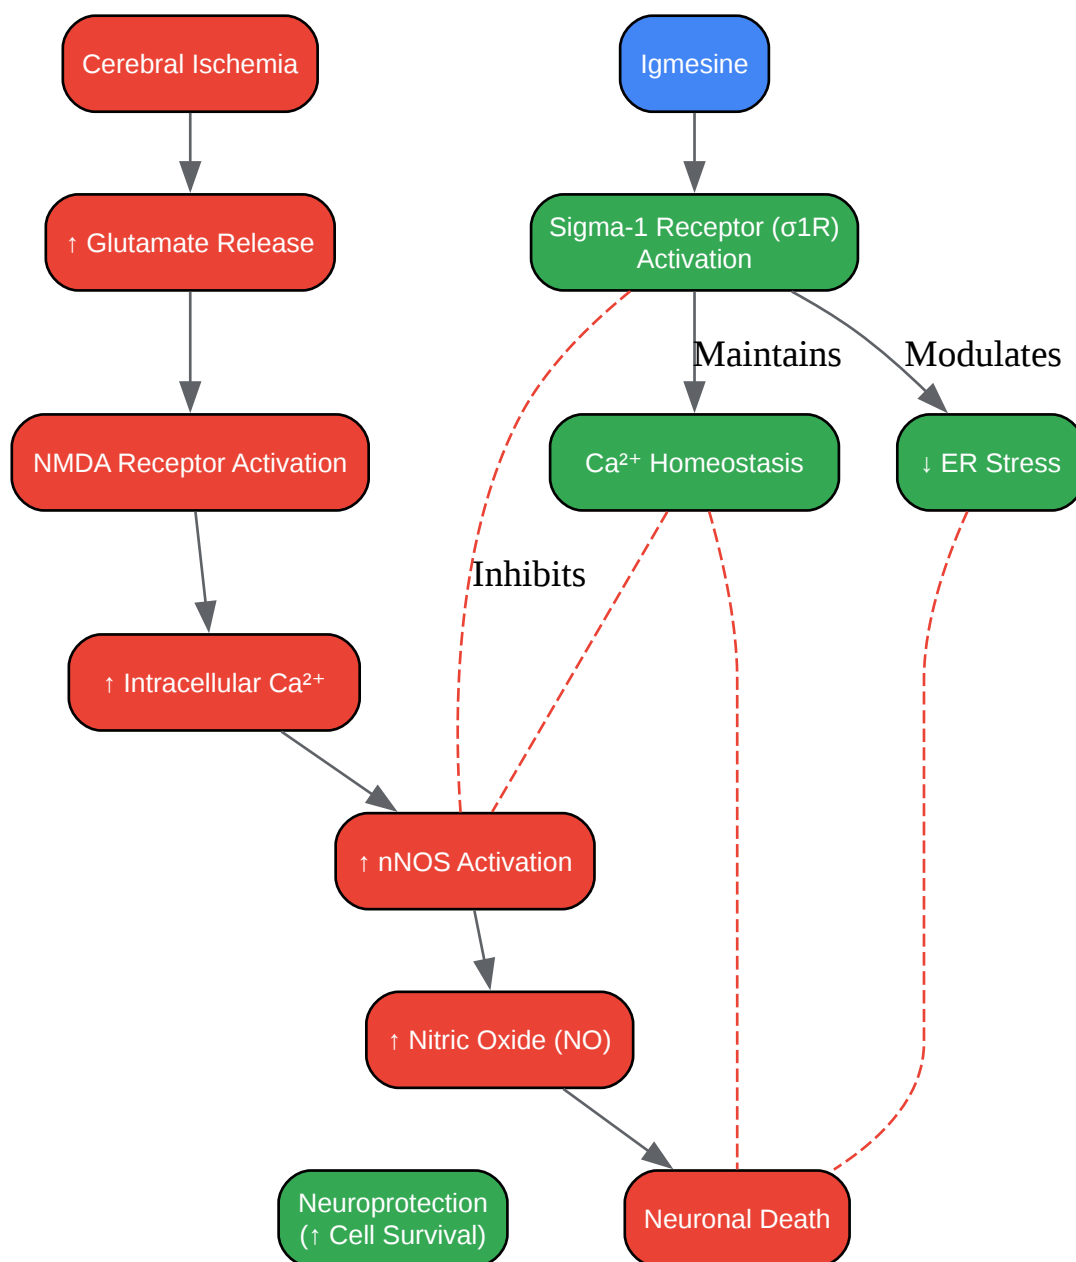 Cerebral Ischemia
Igmesine
↑ Glutamate Release
Sigma-1 Receptor (σ1R)
Activation
Maintains
Modulates
NMDA Receptor Activation
Ca²⁺ Homeostasis
↓ ER Stress
Inhibits
↑ Intracellular Ca²⁺
↑ nNOS Activation
↑ Nitric Oxide (NO)
Neuroprotection
(↑ Cell Survival)
Neuronal Death